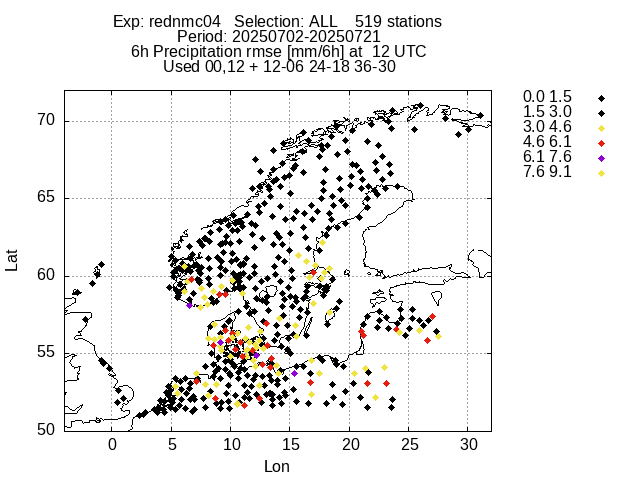 Exp: rednmc04 Selection: ALL 519 stations
Period: 20250702-20250721
6h Precipitation rmse [mm/6h] at 12 UTC
Used 00,12 + 12-06 24-18 36-30
0.0 1.5
1.5 3.0
3.0 4.6
4.6 6.1
6.1 7.6
7.6 9.1
70
65
60
55
50
Lat
0 5 10 15 20 25 30
Lon